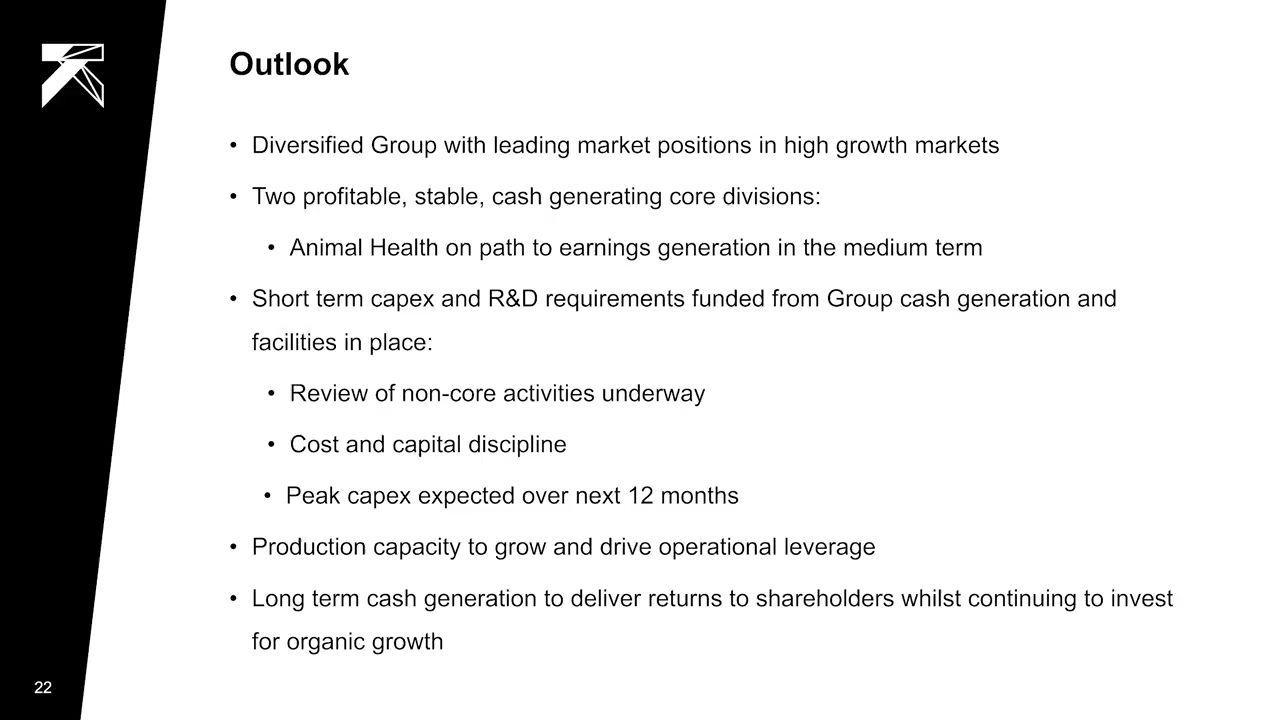 Outlook
• Diversified Group with leading market positions in high growth markets
• Two profitable, stable, cash generating core divisions:
• Animal Health on path to earnings generation in the medium term
• Short term capex and R&D requirements funded from Group cash generation and
facilities in place:
• Review of non-core activities underway
• Cost and capital discipline
• Peak capex expected over next 12 months
• Production capacity to grow and drive operational leverage
• Long term cash generation to deliver returns to shareholders whilst continuing to invest
for organic growth
22